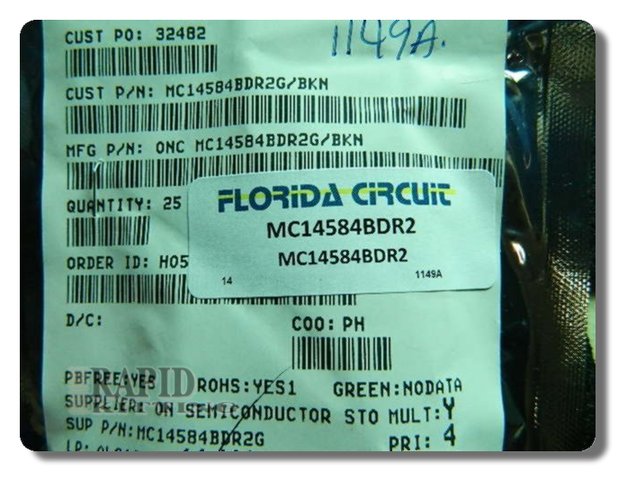 CUST PO: 32482
1149A.
CUST P/N: MC14584BDR2G/BKN
MFG P/N: ONC MC14584BDR2G/BKN
QUANTITY: 25
FLORIDA CIRCUIT
MC14584BDR2
MC14584BDR2
14
1149A
ORDER ID: H05
D/C:
COO: PH
PBFREE:YES
ROHS:YES1
GREEN:NODATA
RAPID
SUPPLIER: ON SEMICONDUCTOR STO MULT:Y
SUP P/N:MC14584BDR2G
PRI: 4